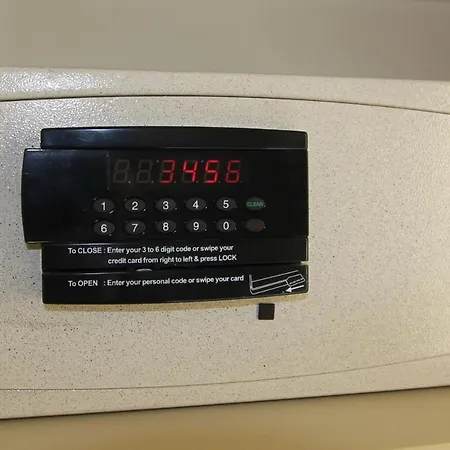 3456
1 2 3 4 5 CLEAR
6 7 8 9 0
To CLOSE : Enter your 3 to 6 digit code or swipe your
credit card from right to left & press LOCK
To OPEN : Enter your personal code or swipe your card